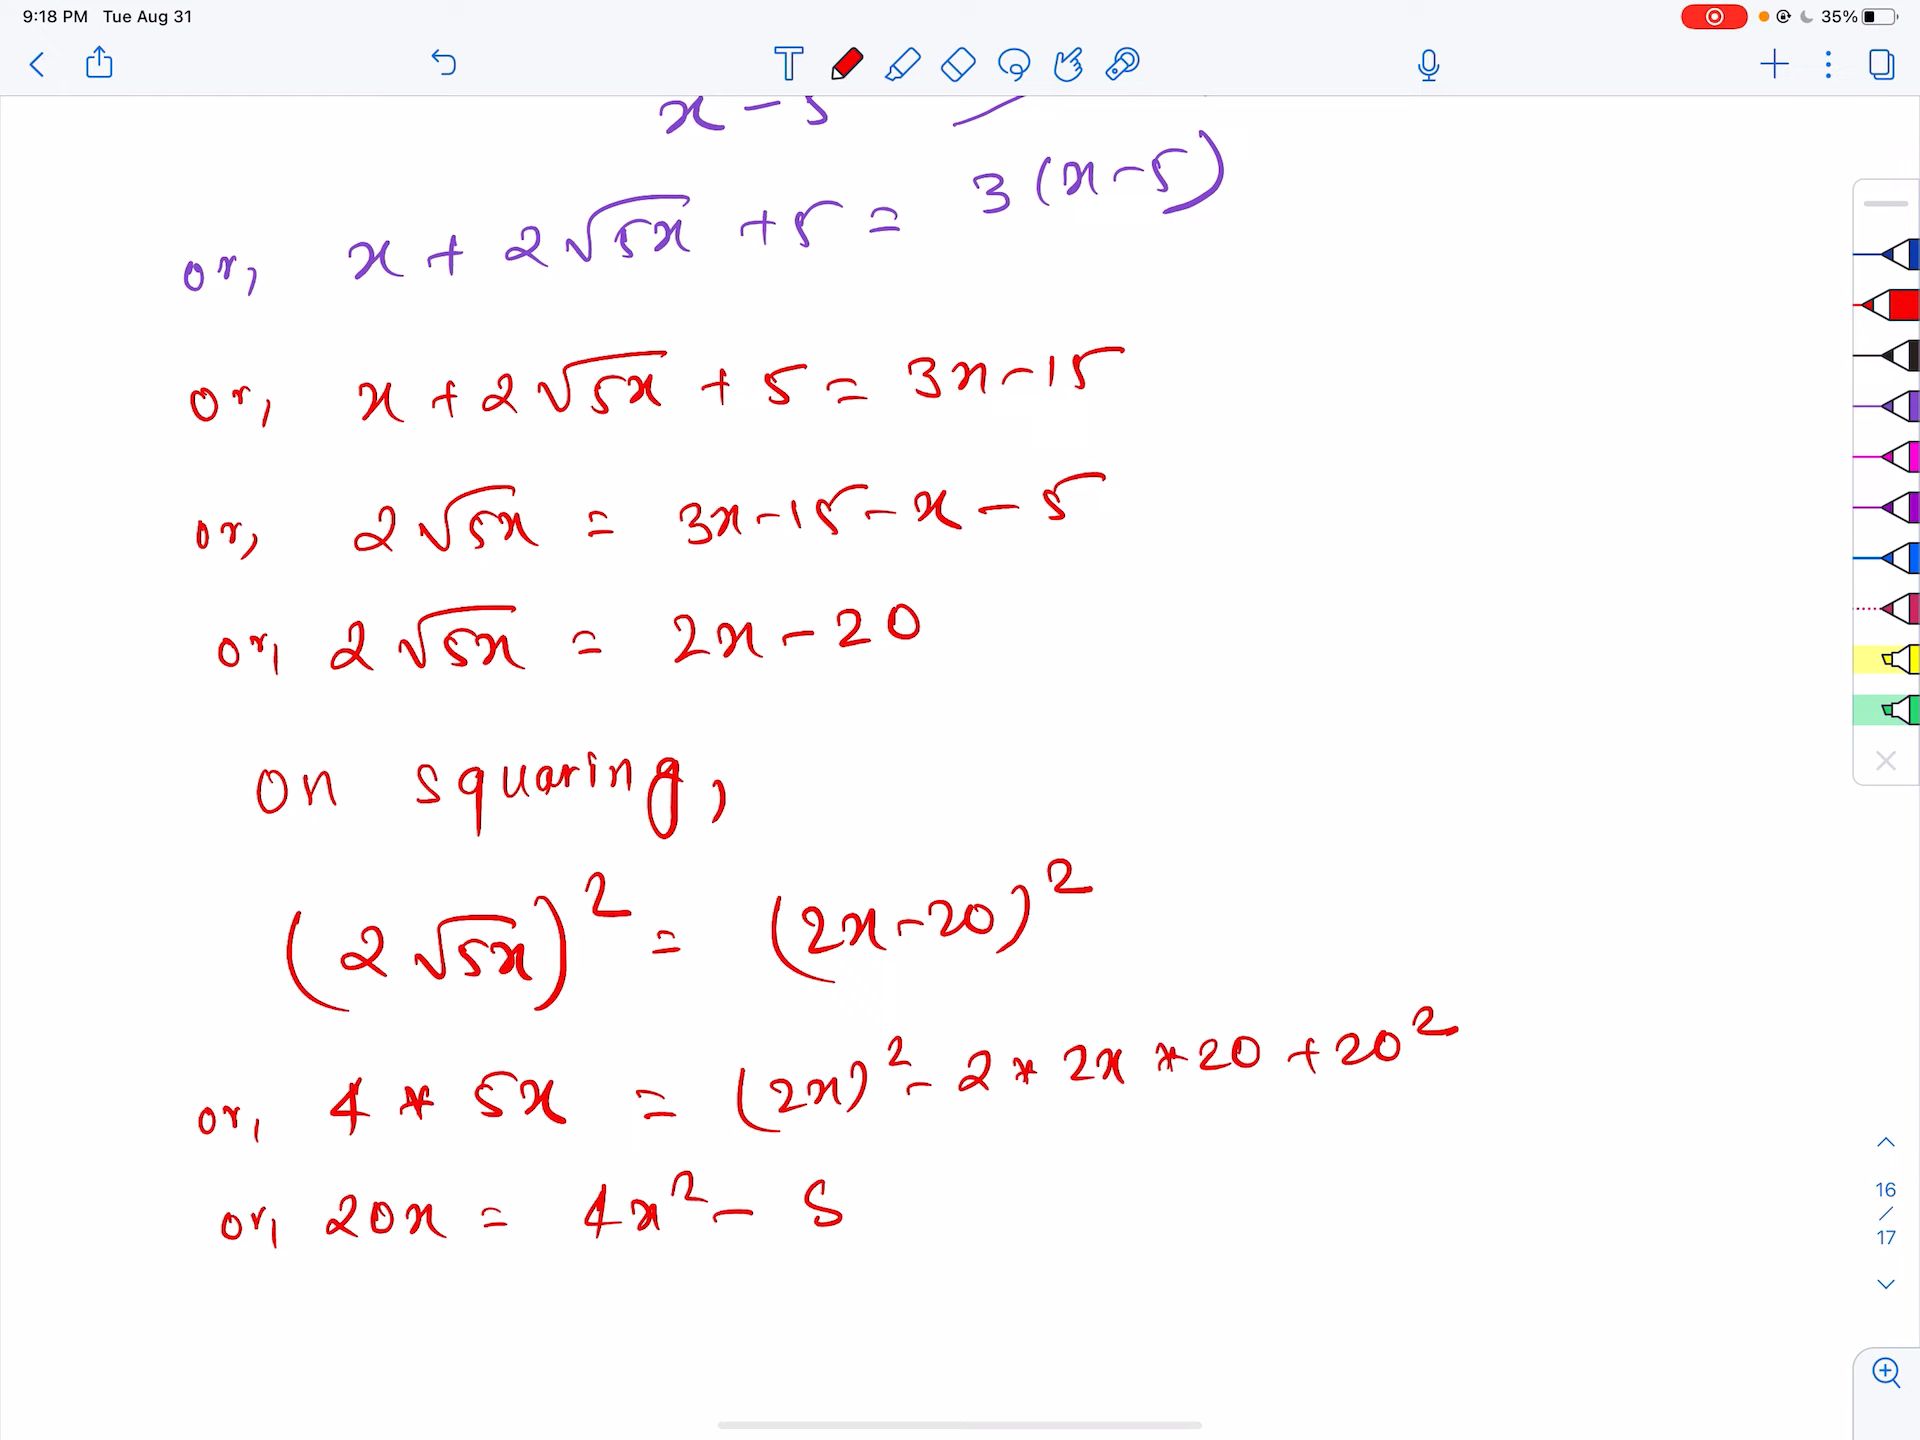 9:18 PM Tue Aug 31
35%
x - 5
or, x + 2√5x + 5 = 3(x-5)
or, x + 2√5x + 5 = 3x-15
or, 2√5x = 3x-15-x-5
or, 2√5x = 2x-20
on squaring,
(2√5x)² = (2x-20)²
or, 4 * 5x = (2x)² - 2 * 2x * 20 + 20²
or, 20x = 4x² -
16
/
17